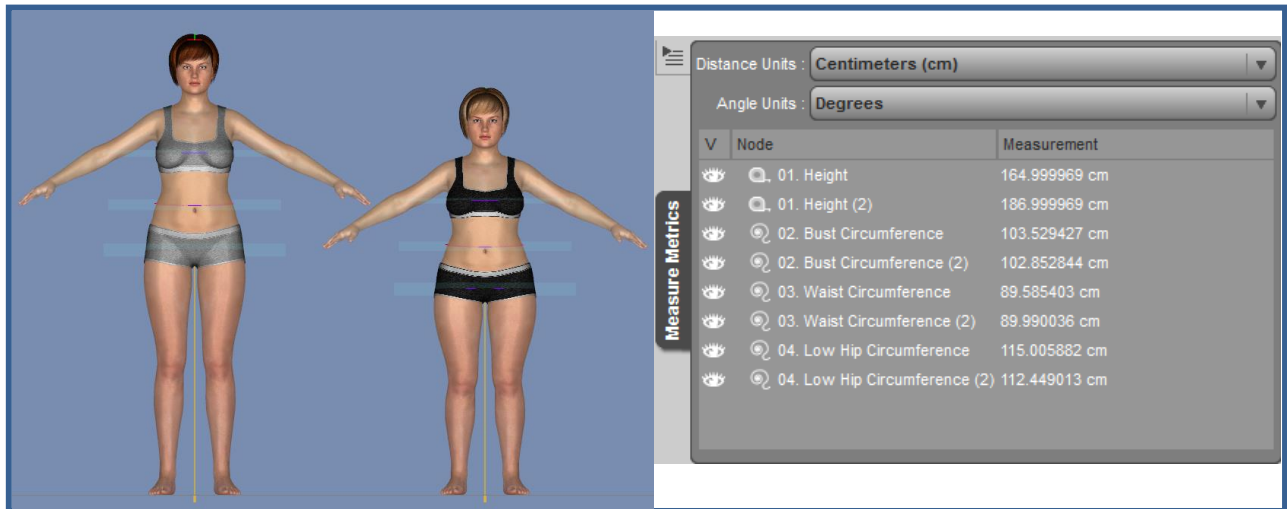 Distance Units : Centimeters (cm)
Angle Units : Degrees
V Node Measurement
01. Height 164.999969 cm
01. Height (2) 186.999969 cm
02. Bust Circumference 103.529427 cm
02. Bust Circumference (2) 102.852844 cm
03. Waist Circumference 89.585403 cm
03. Waist Circumference (2) 89.990036 cm
04. Low Hip Circumference 115.005882 cm
04. Low Hip Circumference (2) 112.449013 cm
Measure Metrics